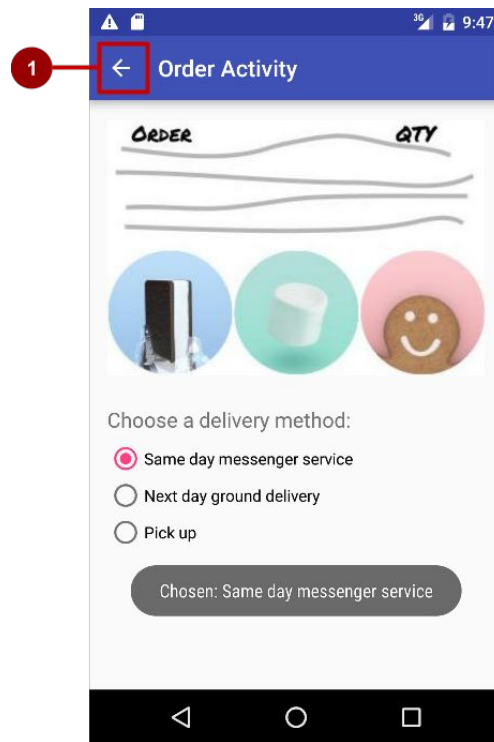 3G 9:47
1
Order Activity
ORDER QTY
Choose a delivery method:
Same day messenger service
Next day ground delivery
Pick up
Chosen: Same day messenger service